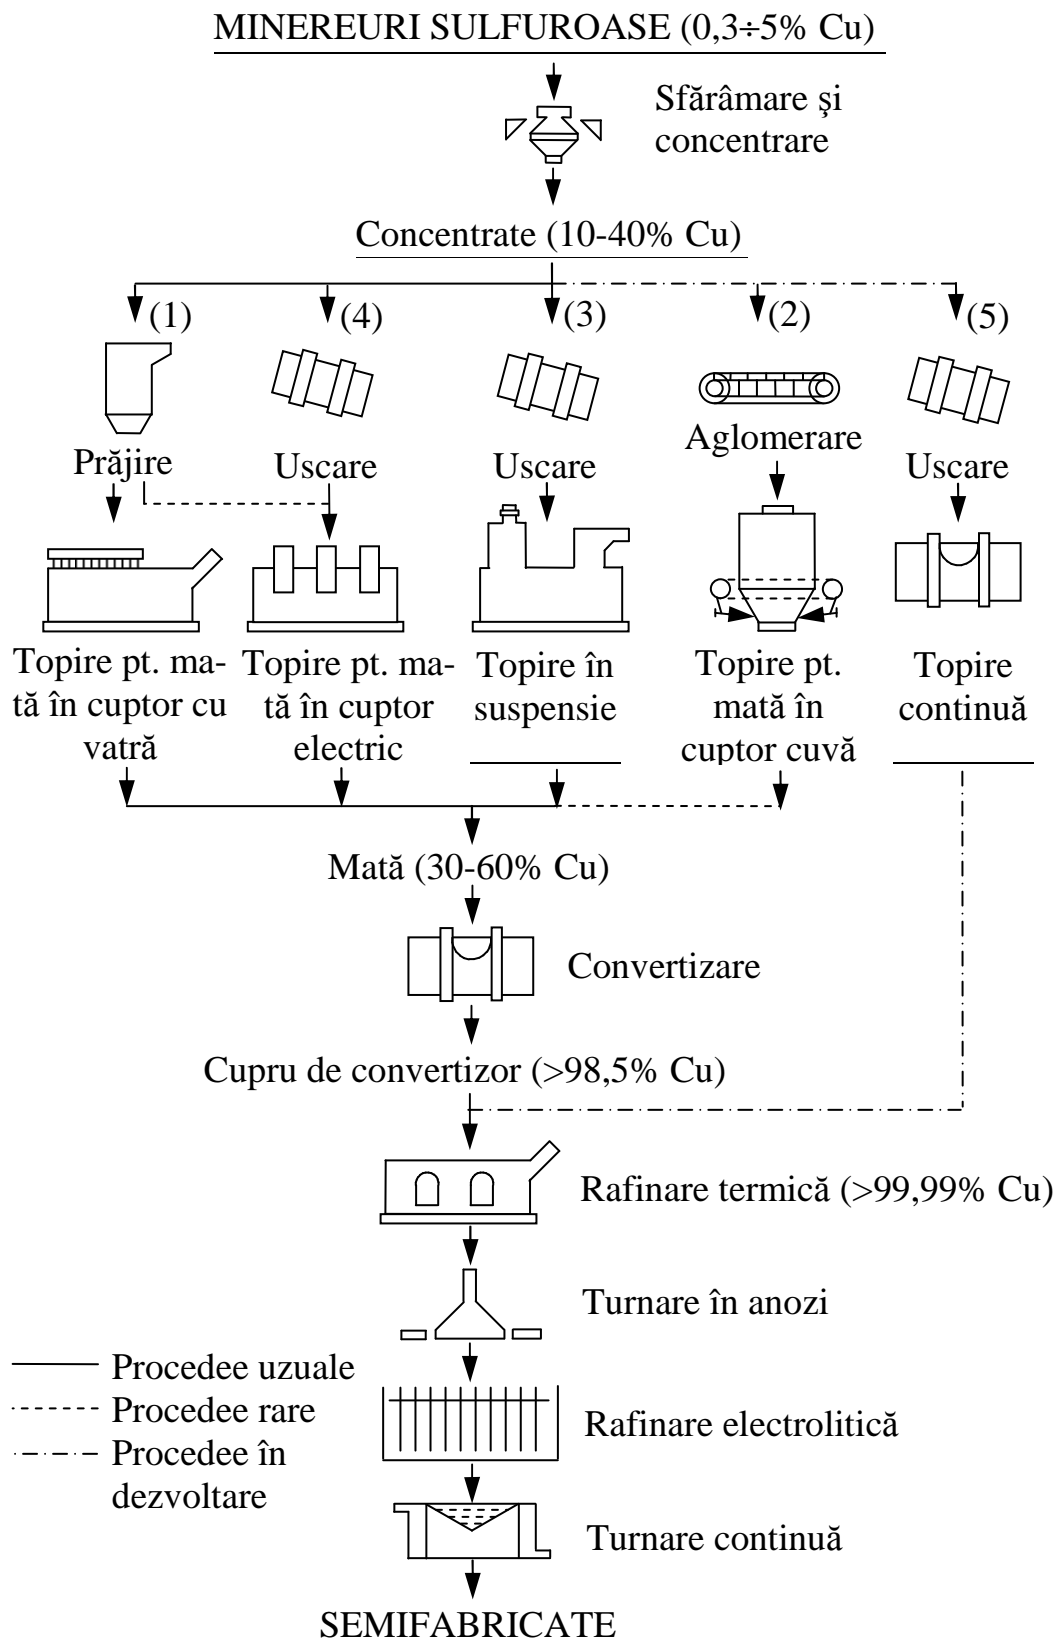 MINEREURI SULFUROASE (0,3÷5% Cu)
Sfărâmare şi
concentrare
Concentrate (10-40% Cu)
(1)
(4)
(3)
(2)
(5)
Prăjire
Uscare
Uscare
Aglomerare
Uscare
Topire pt. ma-
tă în cuptor cu
vatră
Topire pt. ma-
tă în cuptor
electric
Topire în
suspensie
Topire pt.
mată în
cuptor cuvă
Topire
continuă
Mată (30-60% Cu)
Convertizare
Cupru de convertizor (>98,5% Cu)
Rafinare termică (>99,99% Cu)
Turnare în anozi
Procedee uzuale
Procedee rare
Procedee în
dezvoltare
Rafinare electrolitică
Turnare continuă
SEMIFABRICATE